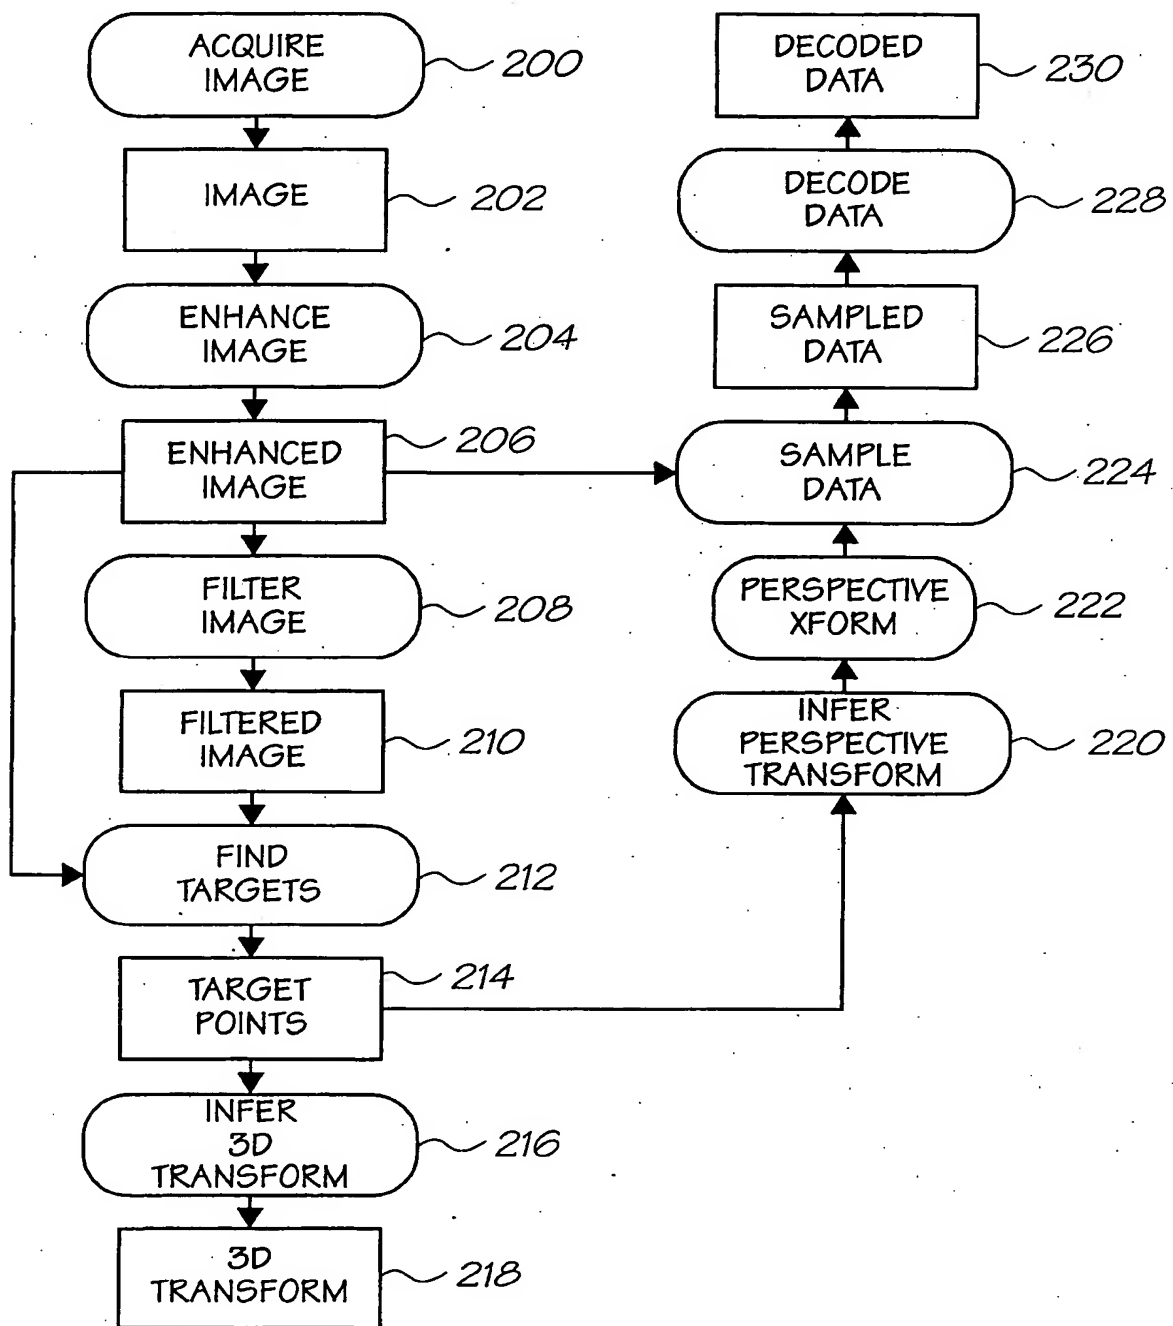 ACQUIRE
IMAGE
200
IMAGE
202
ENHANCE
IMAGE
204
ENHANCED
IMAGE
206
FILTER
IMAGE
208
FILTERED
IMAGE
210
FIND
TARGETS
212
TARGET
POINTS
214
INFER
3D
TRANSFORM
216
3D
TRANSFORM
218
DECODED
DATA
230
DECODE
DATA
228
SAMPLED
DATA
226
SAMPLE
DATA
224
PERSPECTIVE
XFORM
222
INFER
PERSPECTIVE
TRANSFORM
220